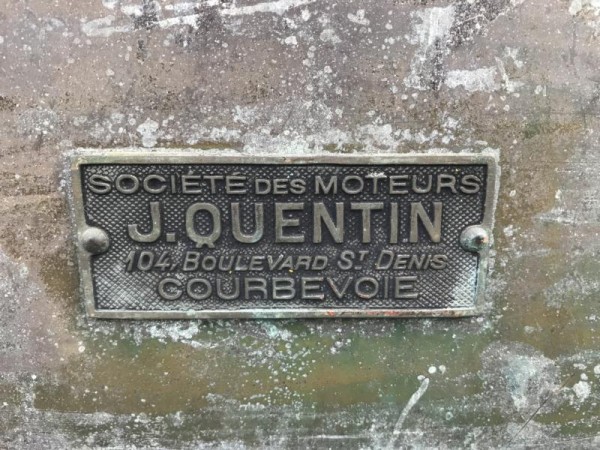 SOCIÉTÉ DES MOTEURS
J. QUENTIN
104, BOULEVARD ST DENIS
COURBEVOIE